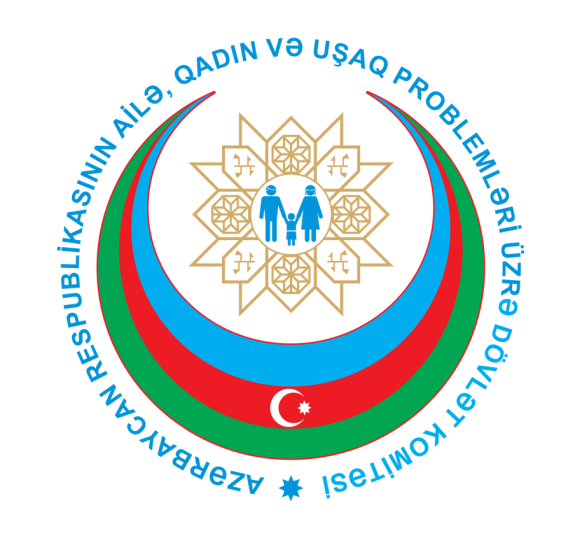 AZƏRBAYCAN RESPUBLİKASININ AİLƏ, QADIN VƏ UŞAQ PROBLEMLƏRİ ÜZRƏ DÖVLƏT KOMİTƏSİ